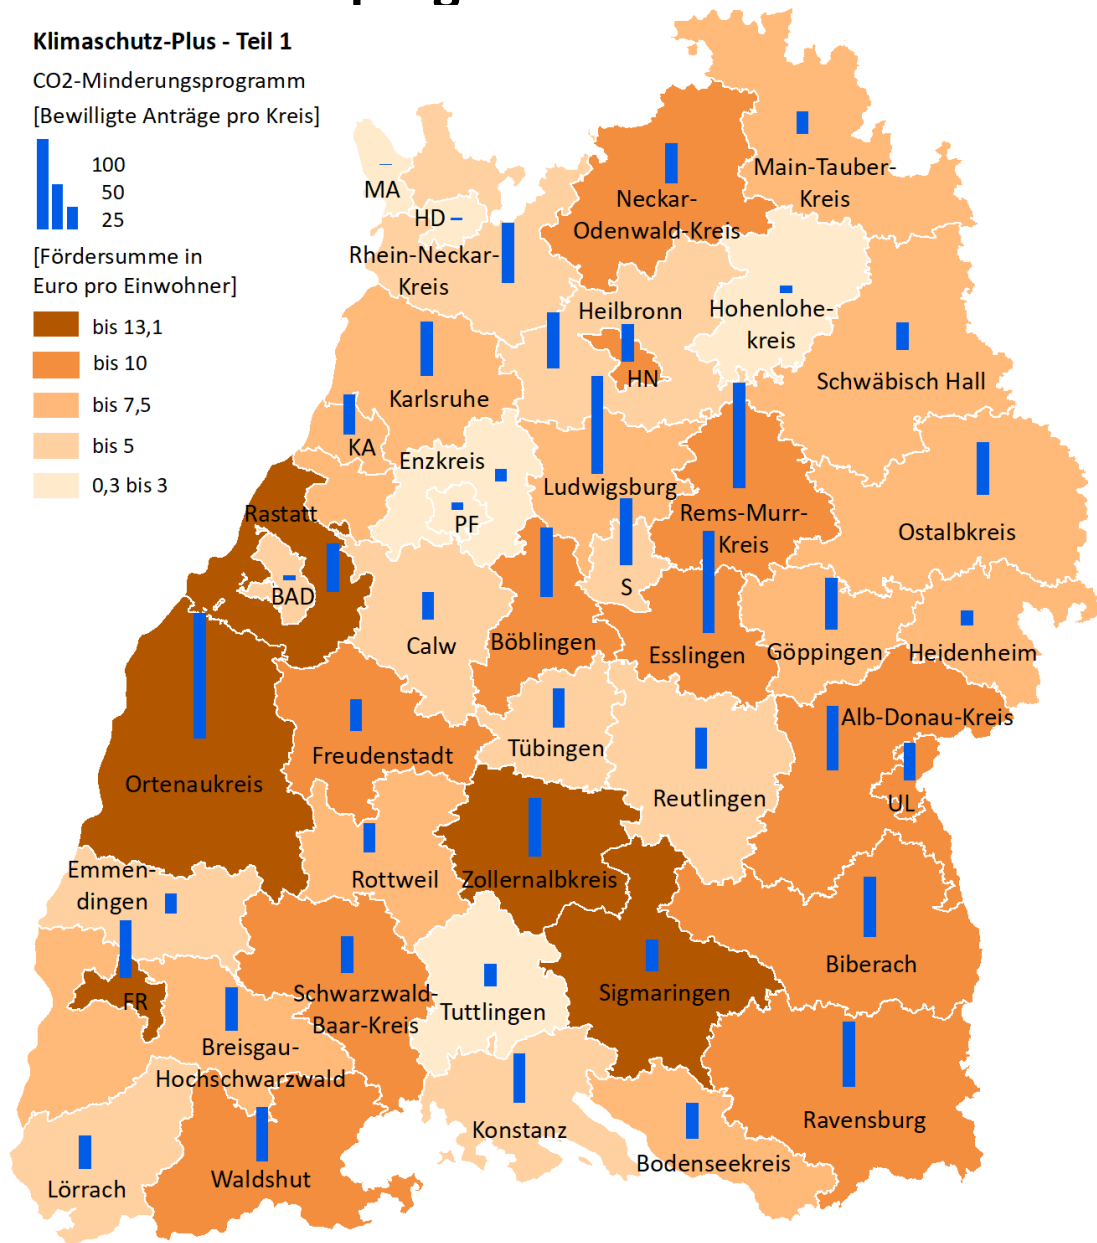 Klimaschutz-Plus - Teil 1
CO2-Minderungsprogramm
[Bewilligte Anträge pro Kreis]
100
50
25
[Fördersumme in
Euro pro Einwohner]
bis 13,1
bis 10
bis 7,5
bis 5
0,3 bis 3
Main-Tauber-
Kreis
MA
Neckar-
Odenwald-Kreis
HD
Rhein-Neckar-
Kreis
Heilbronn
Hohenlohe-
kreis
HN
Schwäbisch Hall
Karlsruhe
KA
Enzkreis
Ludwigsburg
PF
Rems-Murr-
Kreis
Ostalbkreis
Rastatt
BAD
S
Calw
Böblingen
Esslingen
Göppingen
Heidenheim
Alb-Donau-Kreis
Freudenstadt
Tübingen
Ortenaukreis
Reutlingen
UL
Emmen-
dingen
Rottweil
Zollernalbkreis
Biberach
FR
Schwarzwald-
Baar-Kreis
Tuttlingen
Sigmaringen
Breisgau-
Hochschwarzwald
Konstanz
Ravensburg
Bodenseekreis
Lörrach
Waldshut